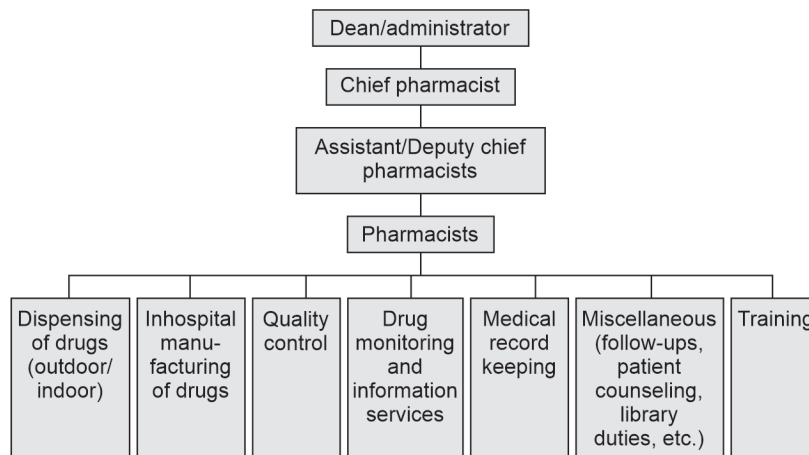 Dean/administrator
Chief pharmacist
Assistant/Deputy chief
pharmacists
Pharmacists
Dispensing
of drugs
(outdoor/
indoor)
Inhospital
manu-
facturing
of drugs
Quality
control
Drug
monitoring
and
information
services
Medical
record
keeping
Miscellaneous
(follow-ups,
patient
counseling,
library
duties, etc.)
Training